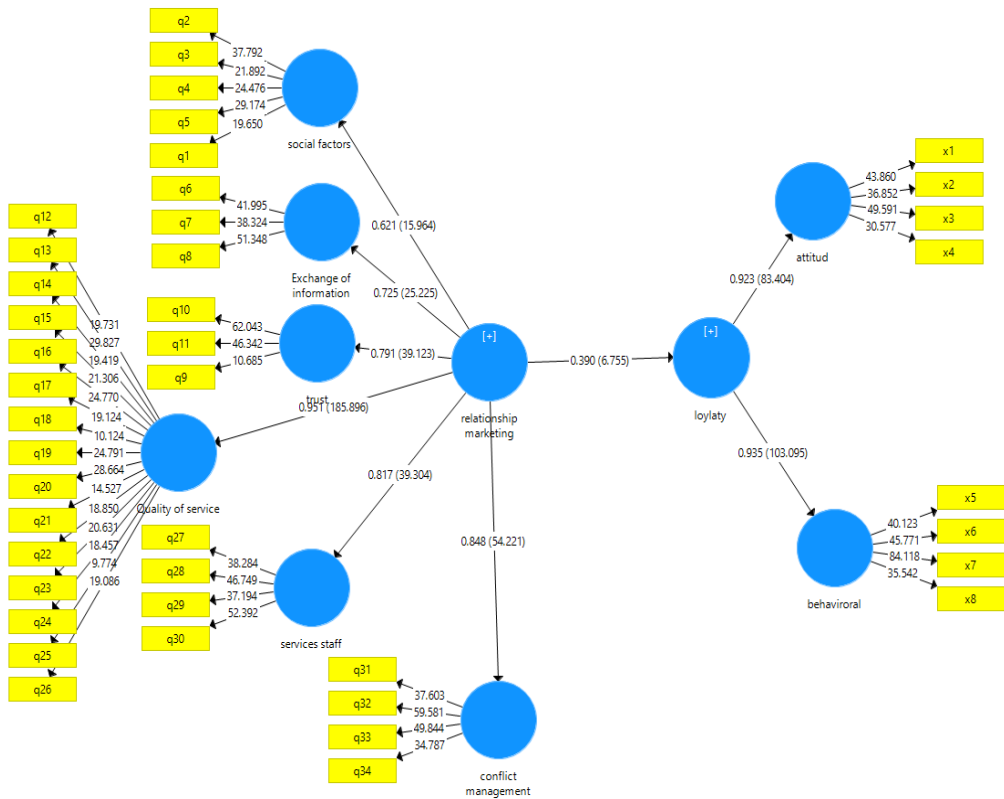 q2
q3
q4
q5
q1
37.792
21.892
24.476
29.174
19.650
social factors
q6
q7
q8
41.995
38.324
51.348
Exchange of
information
q10
q11
q9
62.043
46.342
10.685
trust
q12
q13
q14
q15
q16
q17
q18
q19
q20
q21
q22
q23
q24
q25
q26
19.731
29.827
19.419
21.306
24.770
19.124
10.124
24.791
28.664
14.527
18.850
20.631
18.457
9.774
19.086
Quality of service
q27
q28
q29
q30
38.284
46.749
37.194
52.392
services staff
q31
q32
q33
q34
37.603
59.581
49.844
34.787
conflict
management
0.621 (15.964)
0.725 (25.225)
0.791 (39.123)
0.951 (185.896)
0.817 (39.304)
0.848 (54.221)
[+]
relationship
marketing
0.390 (6.755)
[+]
loylaty
0.923 (83.404)
0.935 (103.095)
attitud
43.860
36.852
49.591
30.577
x1
x2
x3
x4
behaviroral
40.123
45.771
84.118
35.542
x5
x6
x7
x8